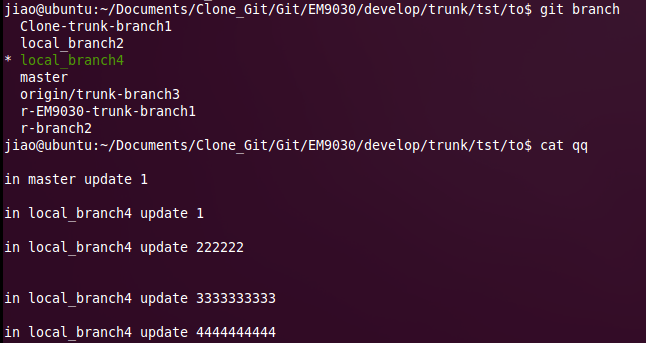 jiao@ubuntu:~/Documents/Clone_Git/Git/EM9030/develop/trunk/tst/to$ git branch
  Clone-trunk-branch1
  local_branch2
* local_branch4
  master
  origin/trunk-branch3
  r-EM9030-trunk-branch1
  r-branch2
jiao@ubuntu:~/Documents/Clone_Git/Git/EM9030/develop/trunk/tst/to$ cat qq
in master update 1
in local_branch4 update 1
in local_branch4 update 222222
in local_branch4 update 3333333333
in local_branch4 update 4444444444